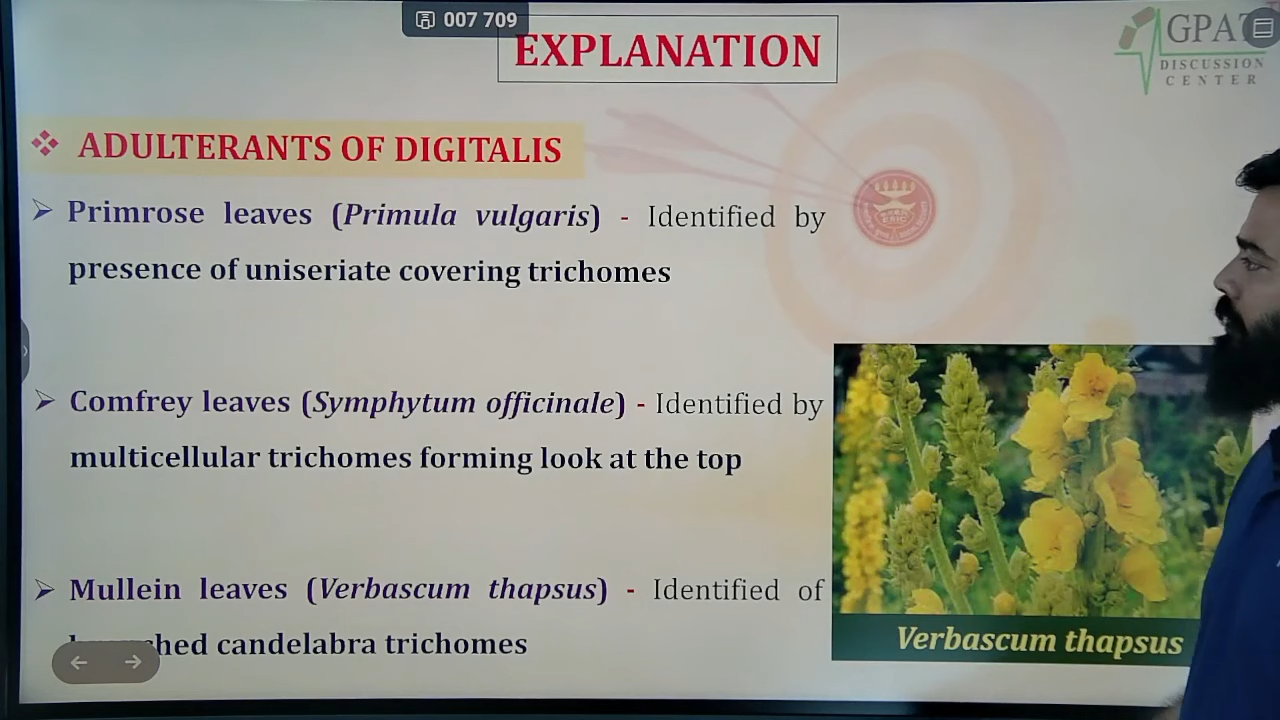 007 709
EXPLANATION
GPAT
DISCUSSION
CENTER
ADULTERANTS OF DIGITALIS
Primrose leaves (Primula vulgaris) - Identified by
presence of uniseriate covering trichomes
Comfrey leaves (Symphytum officinale) - Identified by
multicellular trichomes forming look at the top
Mullein leaves (Verbascum thapsus) - Identified of
candelabra trichomes
Verbascum thapsus